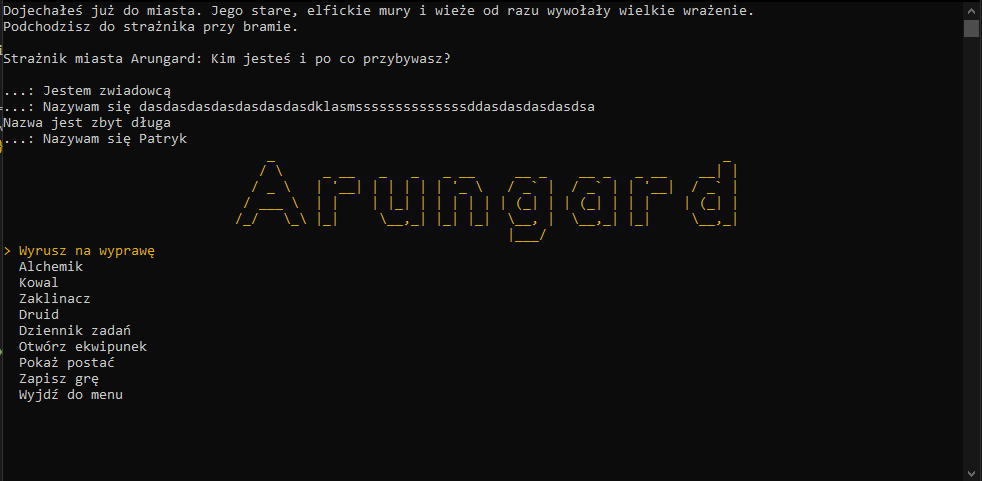 Dojechałeś już do miasta. Jego stare, elfickie mury i wieże od razu wywołały wielkie wrażenie.
Podchodzisz do strażnika przy bramie.
Strażnik miasta Arungard: Kim jesteś i po co przybywasz?
...: Jestem zwiadowcą
...: Nazywam się dasdasdasdasdasdasdasdklasmssssssssssssssddasdasdasdasdsa
Nazwa jest zbyt długa
...: Nazywam się Patryk
Arungard
> Wyrusz na wyprawę
Alchemik
Kowal
Zaklinacz
Druid
Dziennik zadań
Otwórz ekwipunek
Pokaż postać
Zapisz grę
Wyjdź do menu